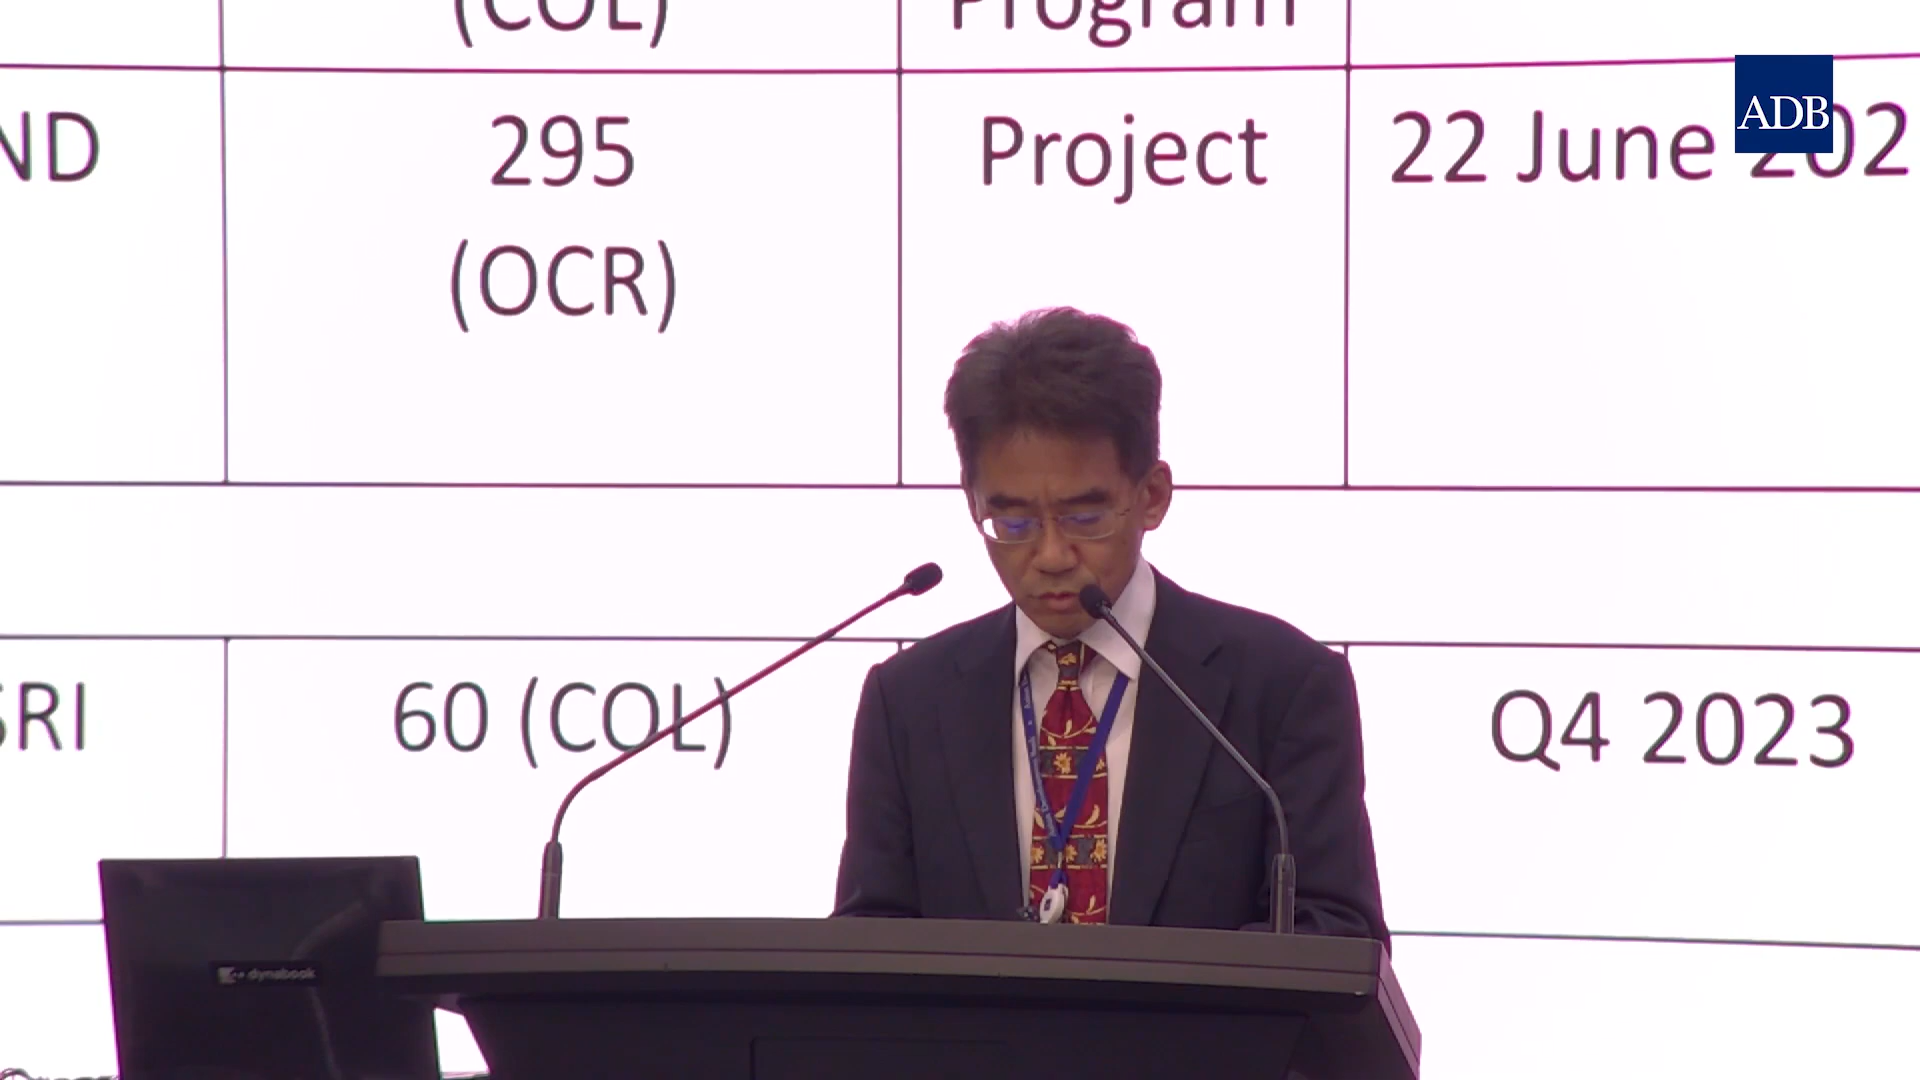 (COL)
Program
ND
295
(OCR)
Project
22 June 202
ADB
SRI
60 (COL)
Q4 2023
dynabook